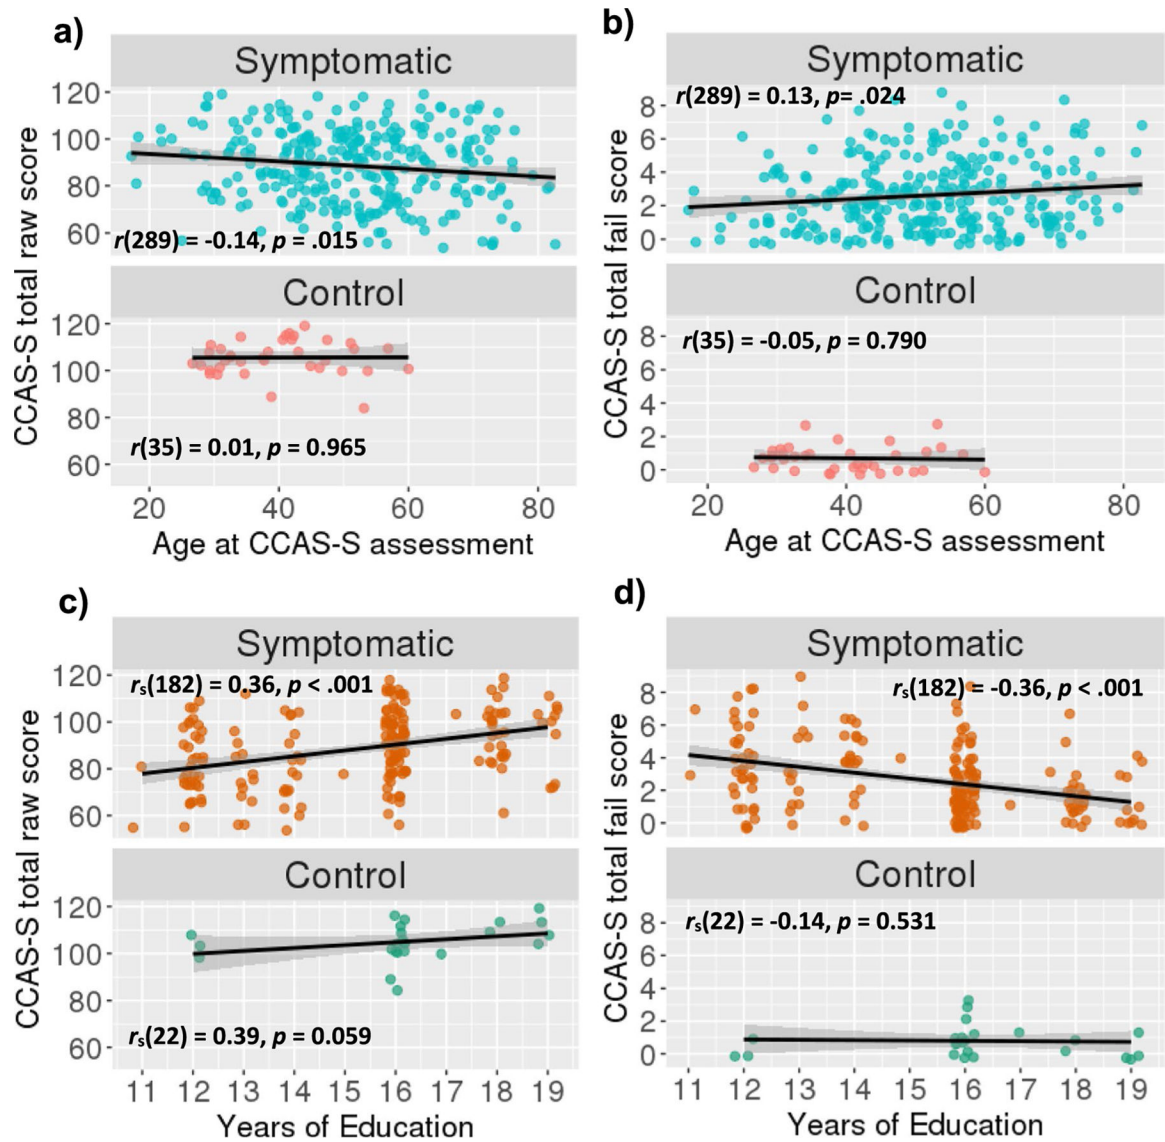 a)
Symptomatic
CCAS-S total raw score
120
100
80
60
r(289) = -0.14, p = .015
Control
120
100
80
60
r(35) = 0.01, p = 0.965
20 40 60 80
Age at CCAS-S assessment
b)
Symptomatic
CCAS-S total fail score
r(289) = 0.13, p= .024
8
6
4
2
0
Control
8
6
4
2
0
r(35) = -0.05, p = 0.790
20 40 60 80
Age at CCAS-S assessment
c)
Symptomatic
CCAS-S total raw score
120
100
80
60
rs(182) = 0.36, p < .001
Control
120
100
80
60
rs(22) = 0.39, p = 0.059
11 12 13 14 15 16 17 18 19
Years of Education
d)
Symptomatic
CCAS-S total fail score
rs(182) = -0.36, p < .001
8
6
4
2
0
Control
8
6
4
2
0
rs(22) = -0.14, p = 0.531
11 12 13 14 15 16 17 18 19
Years of Education